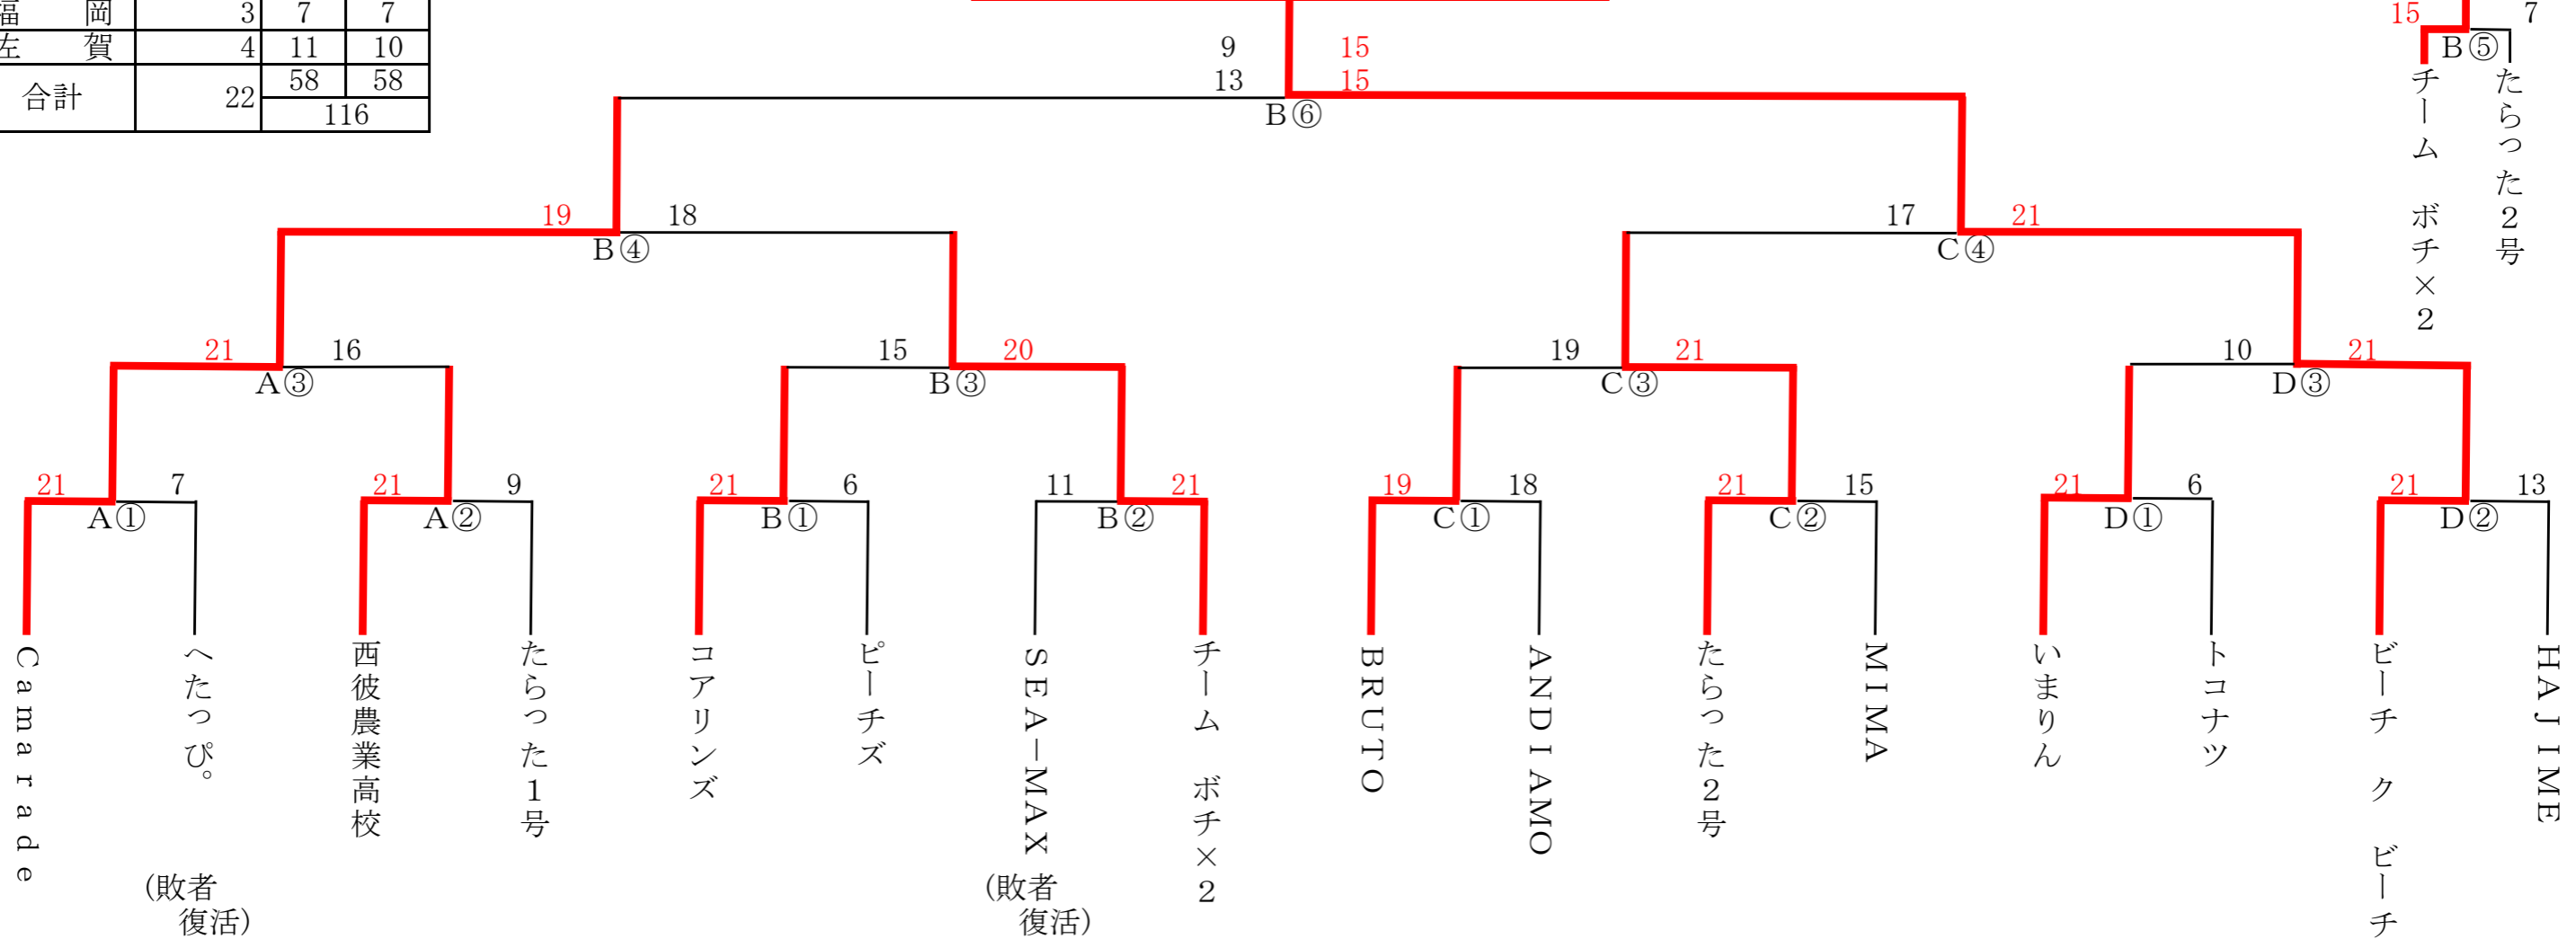 福 岡 3 7 7
佐 賀 4 11 10
合計 22 58 58
116
15 7
B⑤
チーム ボチ×2
たらった2号
9 15
13 15
B⑥
19 18
B④
17 21
C④
21 16
A③
15 20
B③
19 21
C③
10 21
D③
21 7
A①
21 9
A②
21 6
B①
11 21
B②
19 18
C①
21 15
C②
21 6
D①
21 13
D②
Camarade
へたっぴ。
(敗者
復活)
西彼農業高校
たらった1号
コアリンズ
ピーチズ
SEA-MAX
(敗者
復活)
チーム ボチ×2
BRUTO
ANDIAMO
たらった2号
MIMA
いまりん
トコナツ
ビーチ ク ビーチ
HAJIME